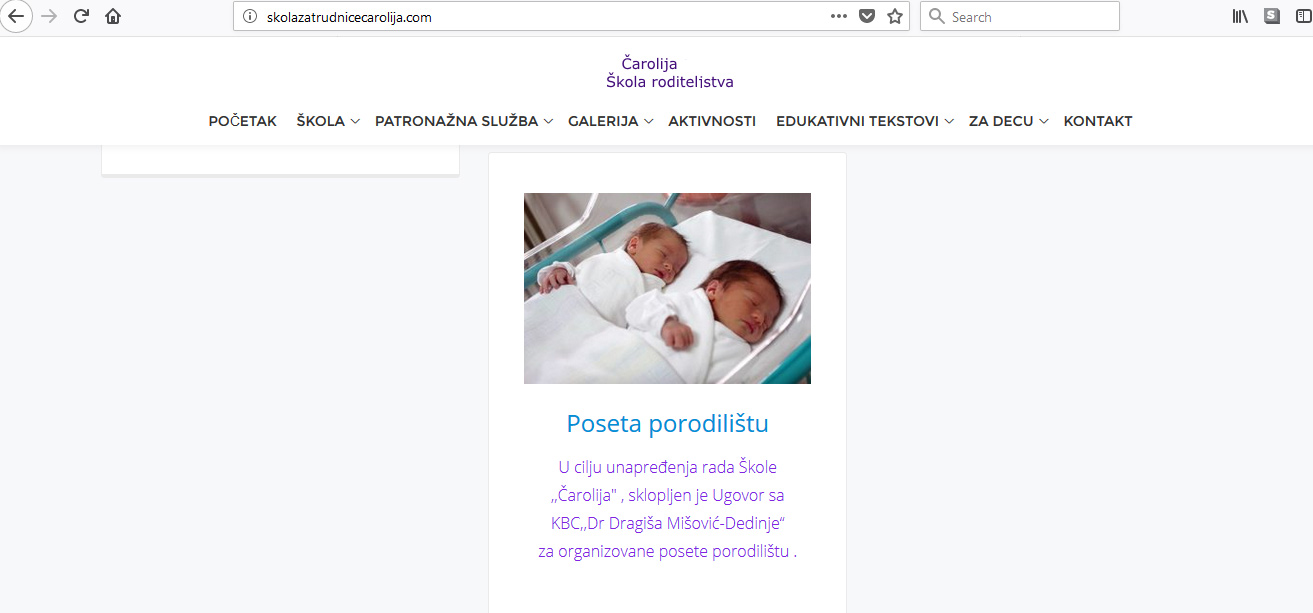 skolazatrudnicecarolija.com
Search
Čarolija
Škola roditeljstva
POČETAK ŠKOLA PATRONAŽNA SLUŽBA GALERIJA AKTIVNOSTI EDUKATIVNI TEKSTOVI ZA DECU KONTAKT
Poseta porodilištu
U cilju unapređenja rada Škole
,,Čarolija" , sklopljen je Ugovor sa
KBC,,Dr Dragiša Mišović-Dedinje“
za organizovane posete porodilištu .